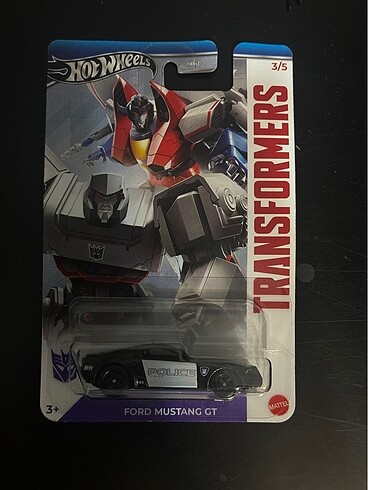 HOT WHEELS
3/5
TRANSFORMERS
POLICE
3+
FORD MUSTANG GT
MATTEL